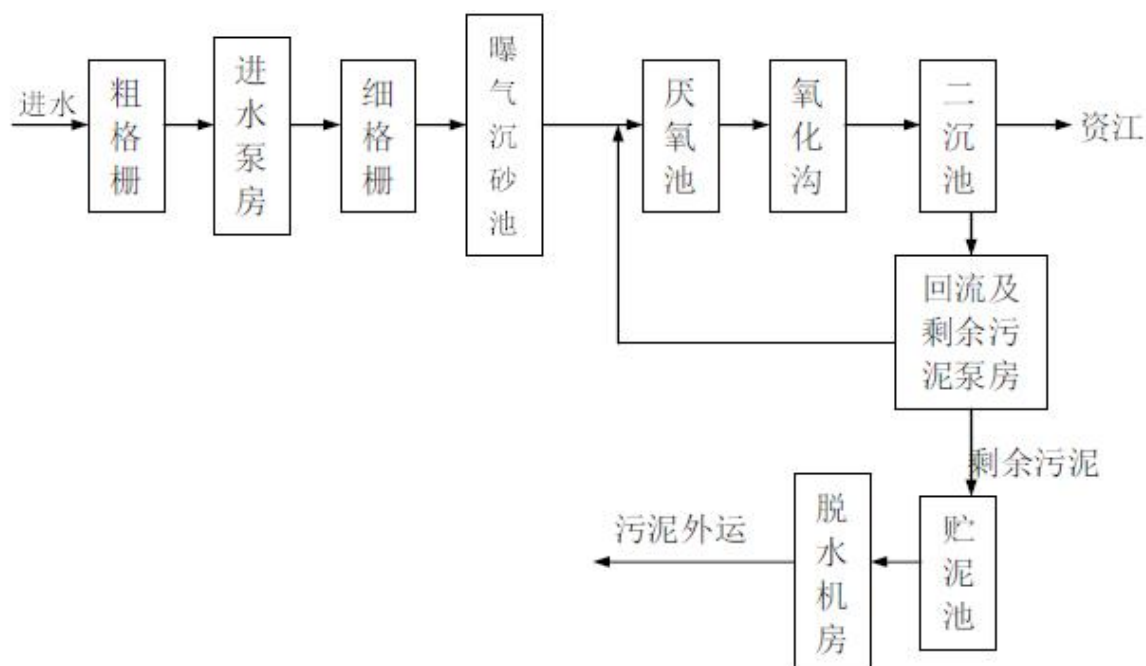 进水
粗格栅
进水泵房
细格栅
曝气沉砂池
厌氧池
氧化沟
二沉池
资江
回流及
剩余污
泥泵房
剩余污泥
贮泥池
脱水机房
污泥外运